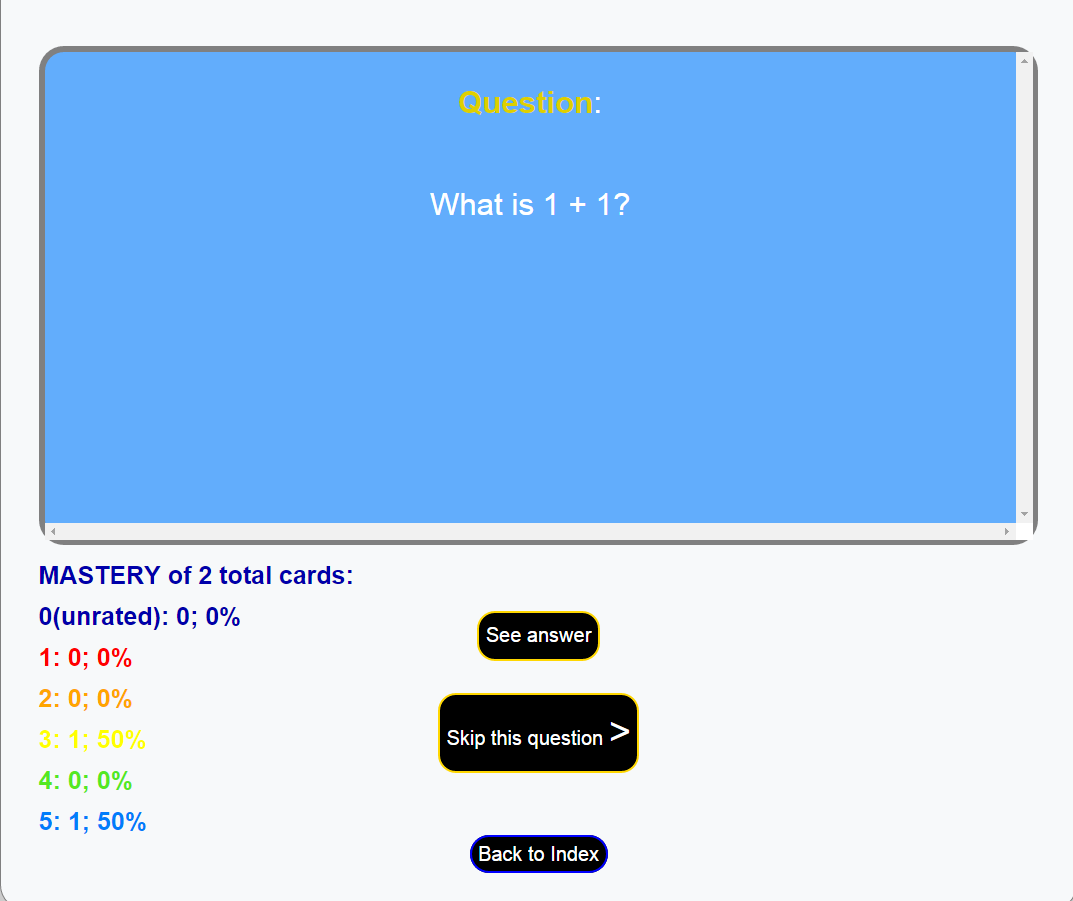 Question:
What is 1 + 1?
MASTERY of 2 total cards:
0(unrated): 0; 0%
1: 0; 0%
2: 0; 0%
3: 1; 50%
4: 0; 0%
5: 1; 50%
See answer
Skip this question >
Back to Index